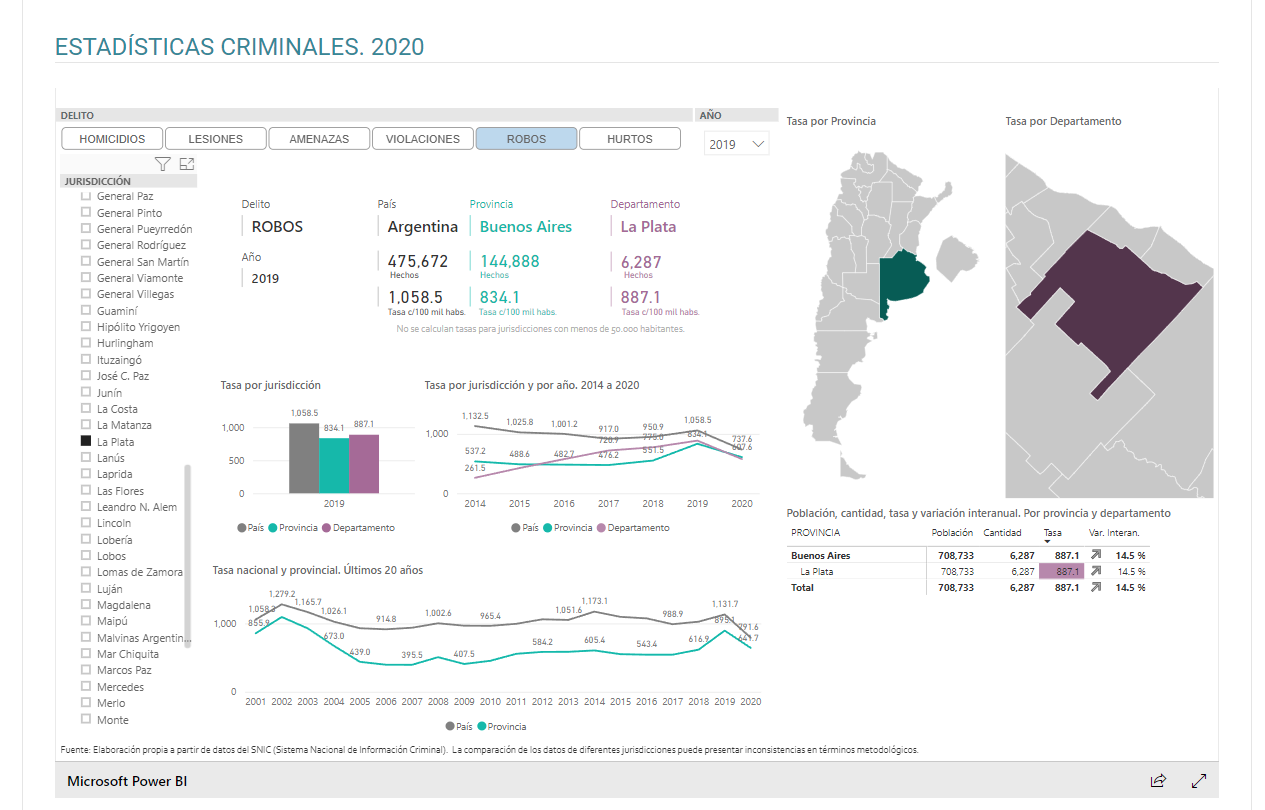 ESTADÍSTICAS CRIMINALES. 2020
DELITO
HOMICIDIOS
LESIONES
AMENAZAS
VIOLACIONES
ROBOS
HURTOS
AÑO
2019
JURISDICCIÓN
General Paz
General Pinto
General Pueyrredón
General Rodríguez
General San Martín
General Viamonte
General Villegas
Guaminí
Hipólito Yrigoyen
Hurlingham
Ituzaingó
José C. Paz
Junín
La Costa
La Matanza
La Plata
Lanús
Laprida
Las Flores
Leandro N. Alem
Lincoln
Lobería
Lobos
Lomas de Zamora
Luján
Magdalena
Maipú
Malvinas Argentin...
Mar Chiquita
Marcos Paz
Mercedes
Merlo
Monte
Delito
ROBOS
Año
2019
País
Argentina
475,672
Hechos
1,058.5
Tasa c/100 mil habs.
Provincia
Buenos Aires
144,888
Hechos
834.1
Tasa c/100 mil habs.
Departamento
La Plata
6,287
Hechos
887.1
Tasa c/100 mil habs.
No se calculan tasas para jurisdicciones con menos de 50.000 habitantes.
Tasa por jurisdicción
1,058.5 834.1 887.1
1,000
500
0
2019
País Provincia Departamento
Tasa por jurisdicción y por año. 2014 a 2020
1,132.5 1,025.8 1,001.2 917.0 950.9 1,058.5 737.6
728.9 775.0 834.1 607.6
537.2 488.6 482.7 476.2 551.5
261.5
1,000
0
2014 2015 2016 2017 2018 2019 2020
País Provincia Departamento
Tasa nacional y provincial. Últimos 20 años
1,058.3 1,279.2 1,165.7 1,026.1 914.8 1,002.6 965.4 1,051.6 1,173.1 988.9 1,131.7 791.6
855.9 673.0 439.0 395.5 407.5 584.2 605.4 543.4 616.9 895.1 641.7
1,000
0
2001 2002 2003 2004 2005 2006 2007 2008 2009 2010 2011 2012 2013 2014 2015 2016 2017 2018 2019 2020
País Provincia
Tasa por Provincia
Tasa por Departamento
Población, cantidad, tasa y variación interanual. Por provincia y departamento
PROVINCIA Población Cantidad Tasa Var. Interan.
Buenos Aires 708,733 6,287 887.1 14.5 %
La Plata 708,733 6,287 887.1 14.5 %
Total 708,733 6,287 887.1 14.5 %
Fuente: Elaboración propia a partir de datos del SNIC (Sistema Nacional de Información Criminal). La comparación de los datos de diferentes jurisdicciones puede presentar inconsistencias en términos metodológicos.
Microsoft Power BI